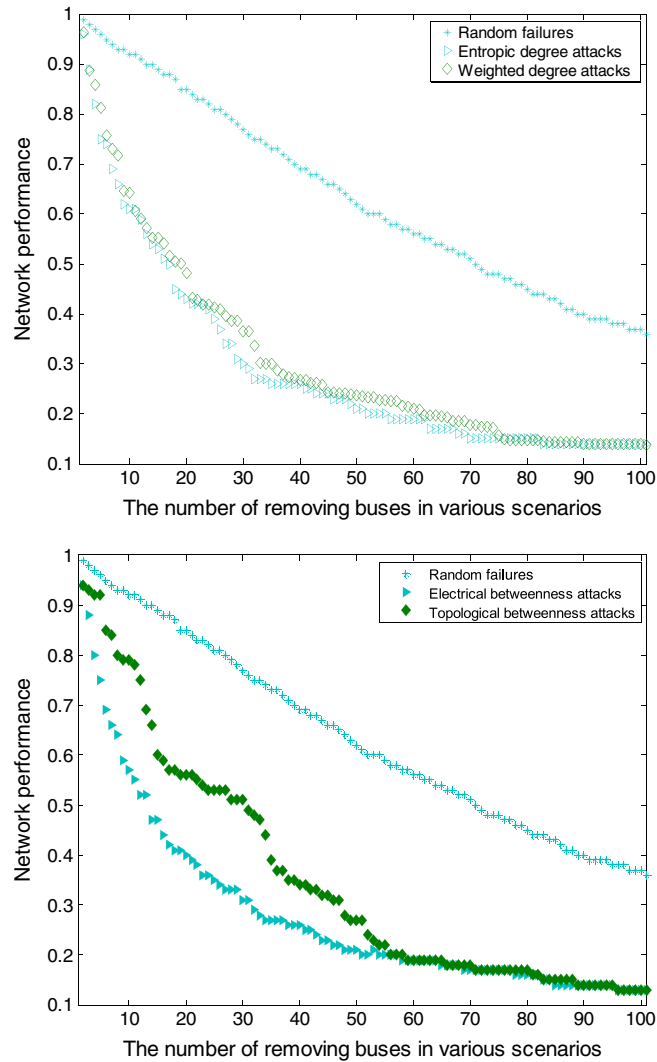 Random failures
Entropic degree attacks
Weighted degree attacks
1
0.9
0.8
0.7
0.6
0.5
0.4
0.3
0.2
0.1
Network performance
10 20 30 40 50 60 70 80 90 100
The number of removing buses in various scenarios
Random failures
Electrical betweenness attacks
Topological betweenness attacks
1
0.9
0.8
0.7
0.6
0.5
0.4
0.3
0.2
0.1
Network performance
10 20 30 40 50 60 70 80 90 100
The number of removing buses in various scenarios